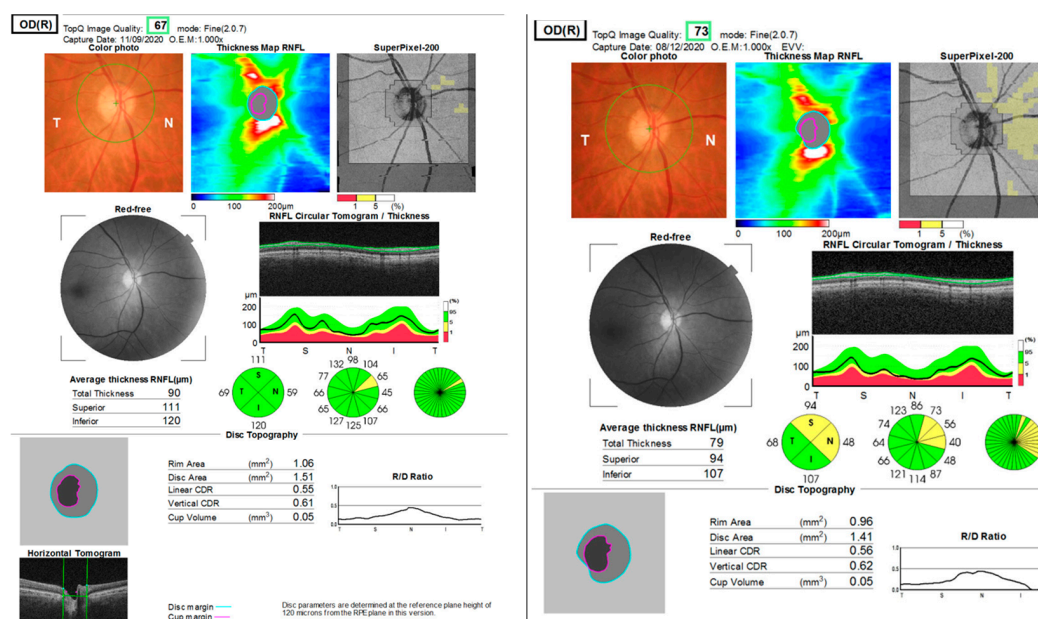 OD(R)
TopQ Image Quality: 67 mode: Fine(2.0.7)
Capture Date: 11/09/2020 O.E.M:1.000x
Color photo
Thickness Map RNFL
SuperPixel-200
T
N
0 100 200µm
1 5 (%)
Red-free
RNFL Circular Tomogram / Thickness
µm
200
100
0
T S N I T
(%)
95
5
1
Average thickness RNFL(µm)
Total Thickness 90
Superior 111
Inferior 120
111
69
59
120
S
T N
I
98
132 104
77 65
66 45
65 66
127 107
125
Disc Topography
Rim Area (mm²) 1.06
Disc Area (mm²) 1.51
Linear CDR 0.55
Vertical CDR 0.61
Cup Volume (mm³) 0.05
R/D Ratio
1.0
0.5
0.0
T S N I T
Horizontal Tomogram
Disc margin
Cup margin
Disc parameters are determined at the reference plane height of
120 microns from the RPE plane in this version.
OD(R)
TopQ Image Quality: 73 mode: Fine(2.0.7)
Capture Date: 08/12/2020 O.E.M:1.000x EVV:
Color photo
Thickness Map RNFL
SuperPixel-200
T
N
0 100 200µm
1 5 (%)
Red-free
RNFL Circular Tomogram / Thickness
µm
200
100
0
T S N I T
(%)
95
5
1
Average thickness RNFL(µm)
Total Thickness 79
Superior 94
Inferior 107
94
68
48
107
S
T N
I
86
123 73
74 56
64 40
66 48
121 87
114
Disc Topography
Rim Area (mm²) 0.96
Disc Area (mm²) 1.41
Linear CDR 0.56
Vertical CDR 0.62
Cup Volume (mm³) 0.05
R/D Ratio
1.0
0.5
0.0
T S N I